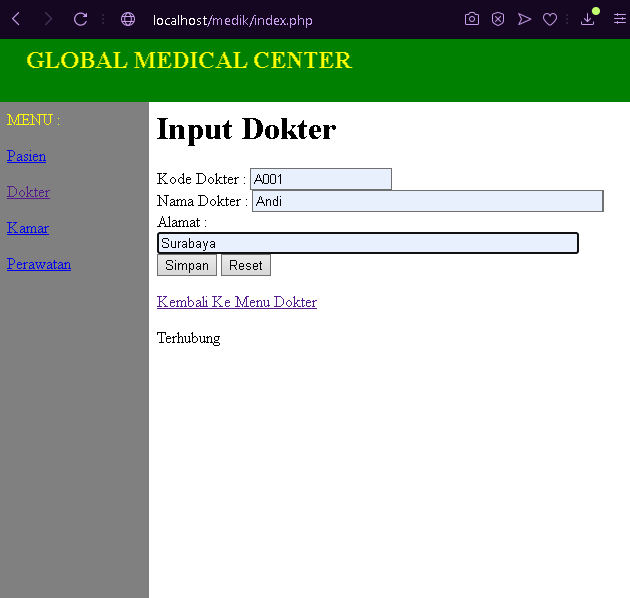 localhost/medik/index.php
GLOBAL MEDICAL CENTER
MENU :
Pasien
Dokter
Kamar
Perawatan
Input Dokter
Kode Dokter : A001
Nama Dokter : Andi
Alamat :
Surabaya
Simpan Reset
Kembali Ke Menu Dokter
Terhubung